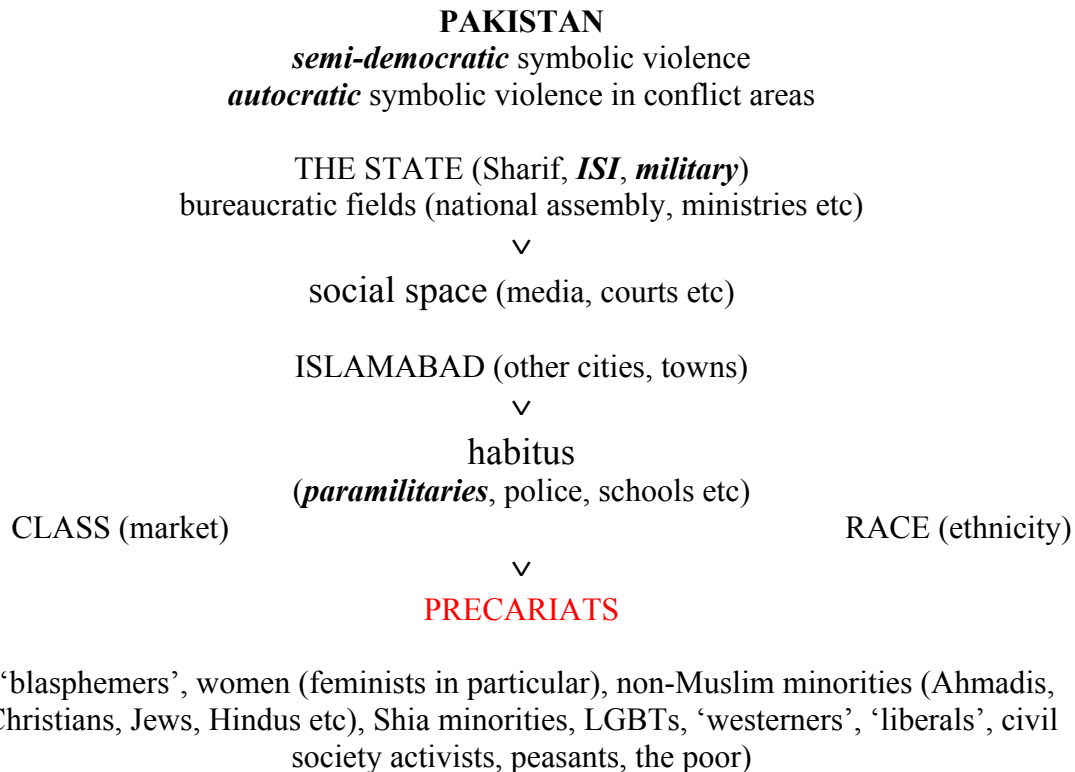 PAKISTAN
semi-democratic symbolic violence
autocratic symbolic violence in conflict areas
THE STATE (Sharif, ISI, military)
bureaucratic fields (national assembly, ministries etc)
v
social space (media, courts etc)
ISLAMABAD (other cities, towns)
v
habitus
(paramilitaries, police, schools etc)
CLASS (market) RACE (ethnicity)
v
PRECARIATS
‘blasphemers’, women (feminists in particular), non-Muslim minorities (Ahmadis,
Christians, Jews, Hindus etc), Shia minorities, LGBTs, ‘westerners’, ‘liberals’, civil
society activists, peasants, the poor)